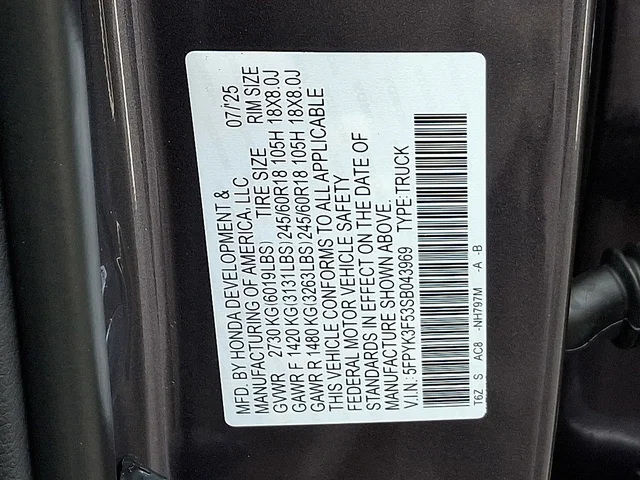 MFD. BY HONDA DEVELOPMENT &
MANUFACTURING OF AMERICA, LLC 07/'25
GVWR 2730 KG(6019LBS) TIRE SIZE RIM SIZE
GAWR F 1420 KG(3131LBS)245/60R18 105H 18X8.0J
GAWR R 1480 KG(3263LBS)245/60R18 105H 18X8.0J
THIS VEHICLE CONFORMS TO ALL APPLICABLE
FEDERAL MOTOR VEHICLE SAFETY
STANDARDS IN EFFECT ON THE DATE OF
MANUFACTURE SHOWN ABOVE.
V.I.N: 5FPYK3F53SB043969 TYPE: TRUCK
T6Z S AC8 -NH797M -A -B